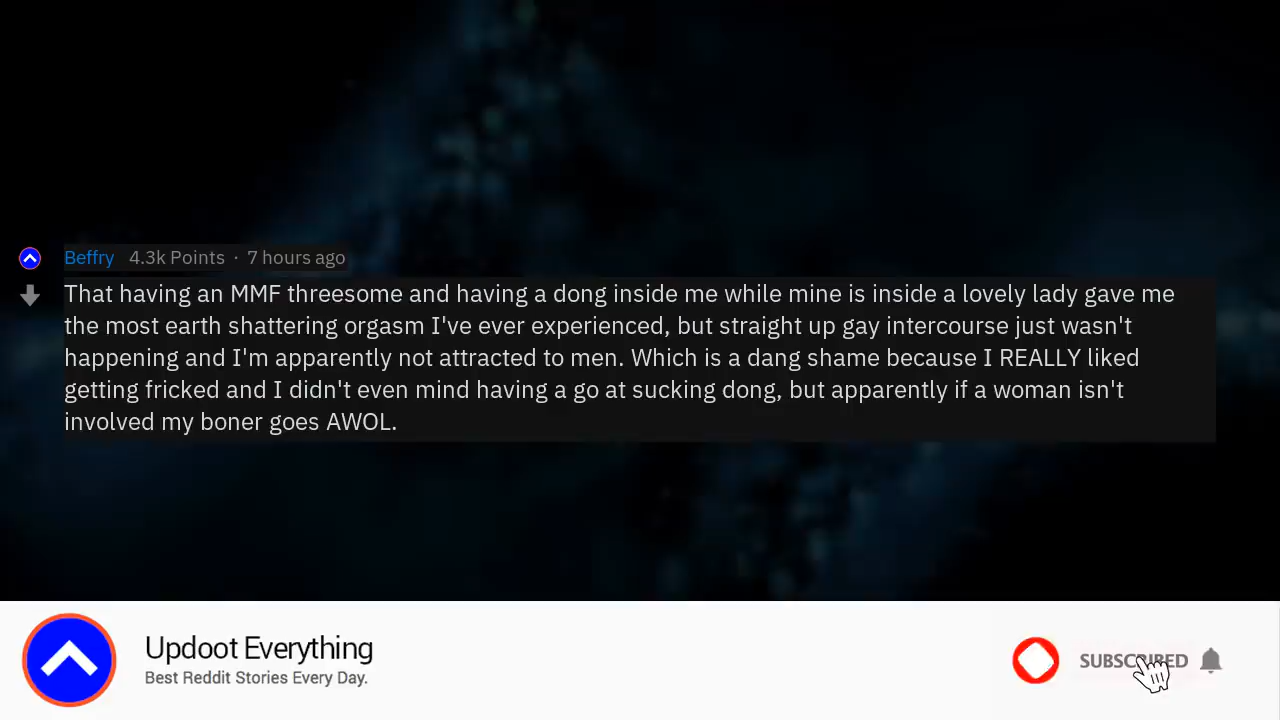 Beffry 4.3k Points · 7 hours ago
That having an MMF threesome and having a dong inside me while mine is inside a lovely lady gave me
the most earth shattering orgasm I've ever experienced, but straight up gay intercourse just wasn't
happening and I'm apparently not attracted to men. Which is a dang shame because I REALLY liked
getting fricked and I didn't even mind having a go at sucking dong, but apparently if a woman isn't
involved my boner goes AWOL.
Updoot Everything
Best Reddit Stories Every Day.
SUBSCRIBED